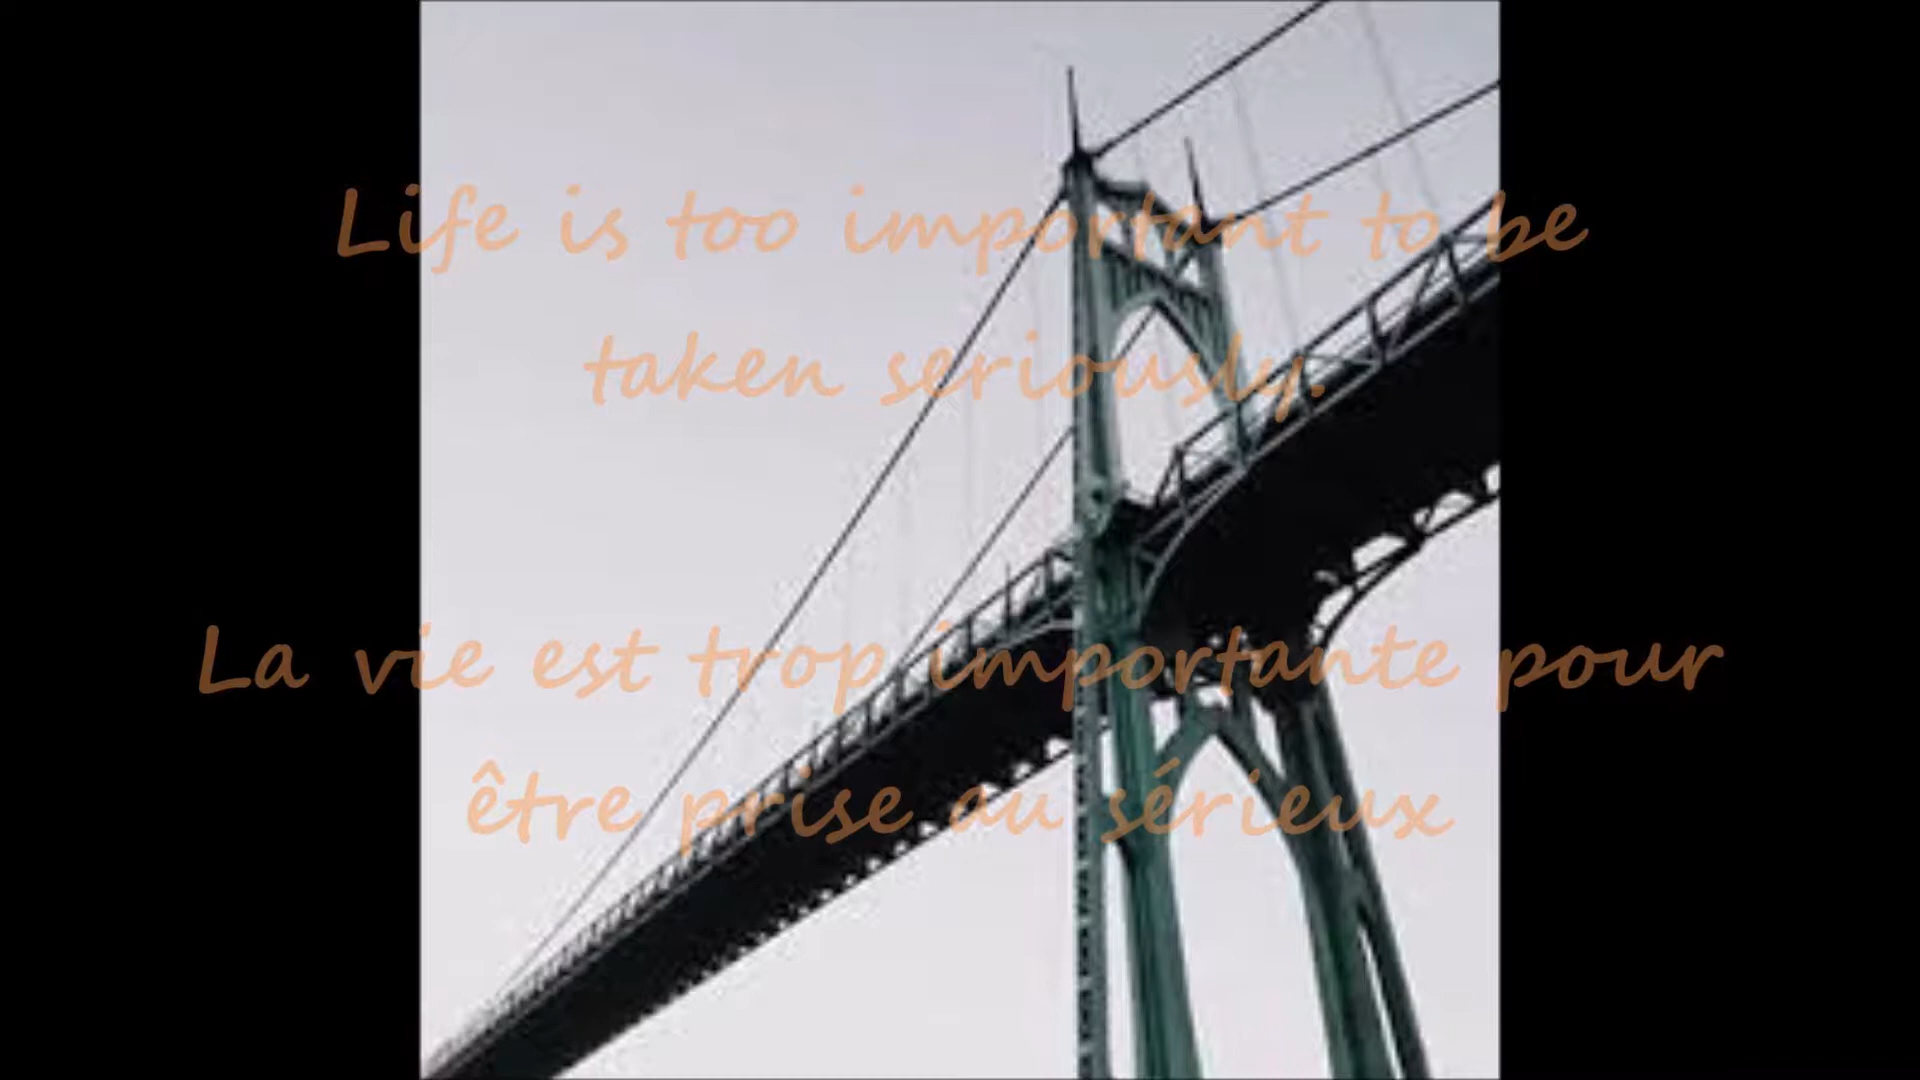 Life is too important to be
taken seriously.
La vie est trop importante pour
être prise au sérieux